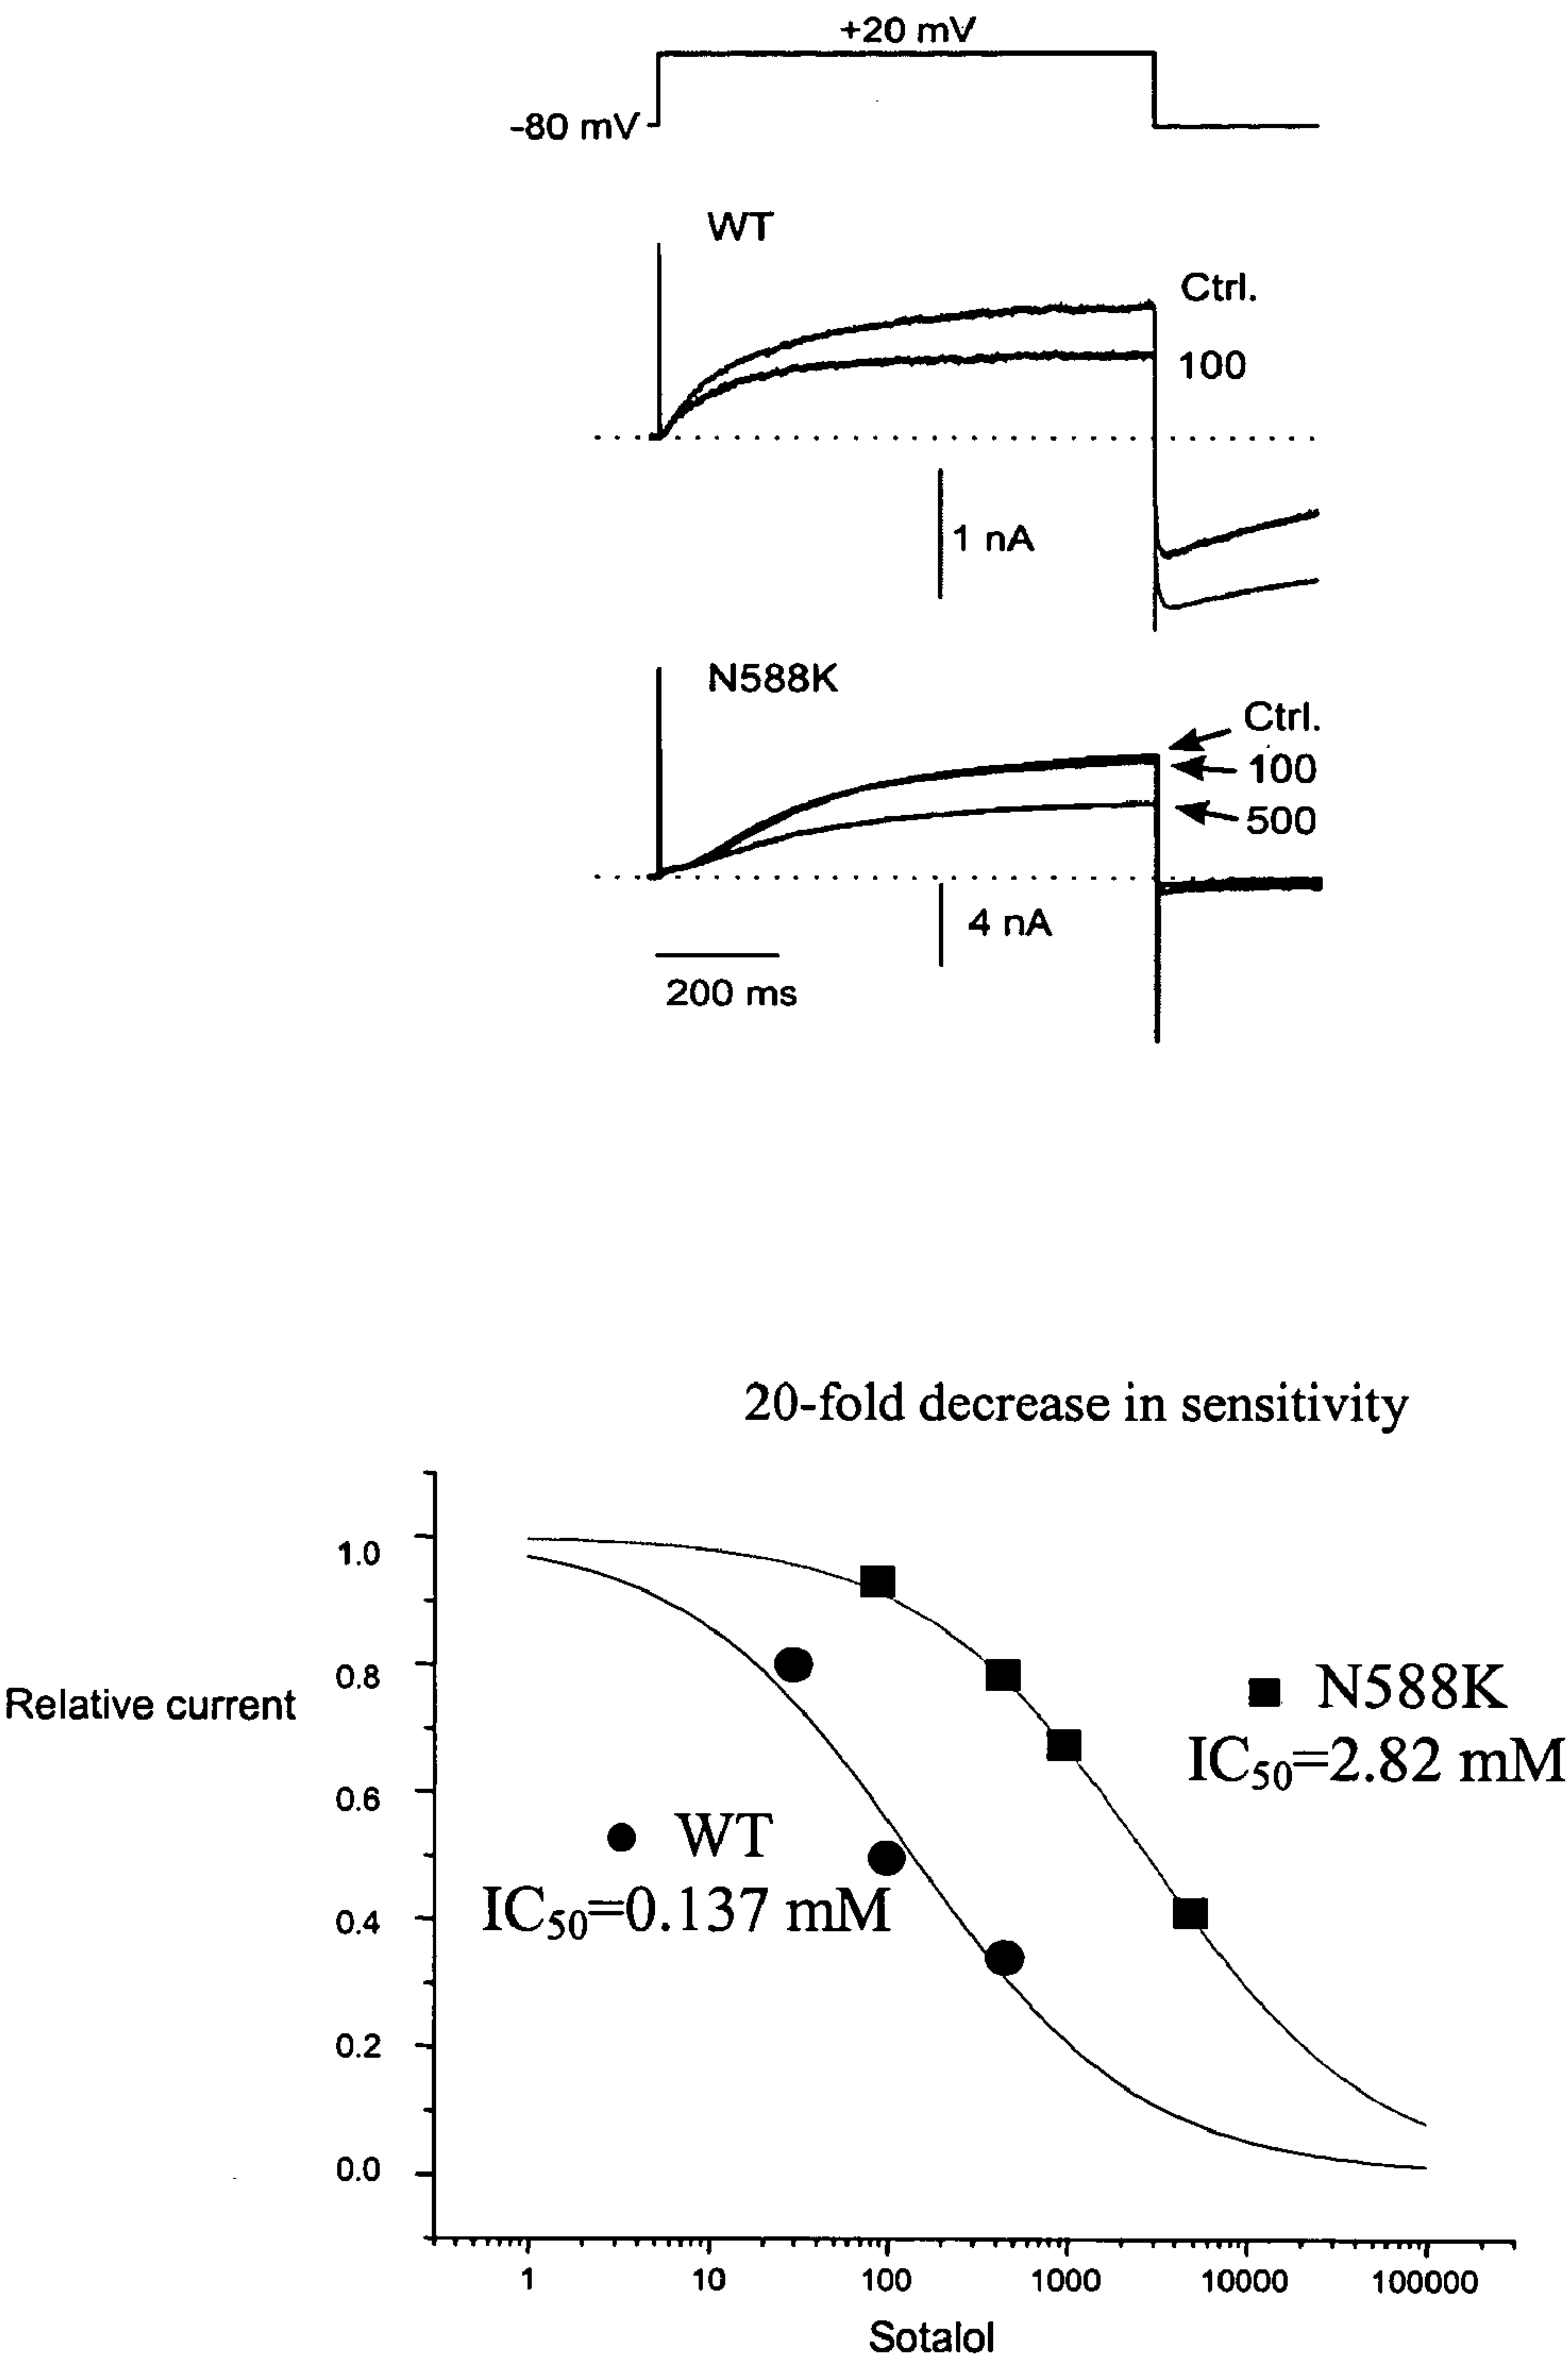 +20 mV
-80 mV
WT
Ctrl.
100
1 nA
N588K
Ctrl.
100
500
4 nA
200 ms
20-fold decrease in sensitivity
1.0
0.8
Relative current
N588K
IC50=2.82 mM
0.6
WT
IC50=0.137 mM
0.4
0.2
0.0
1 10 100 1000 10000 100000
Sotalol